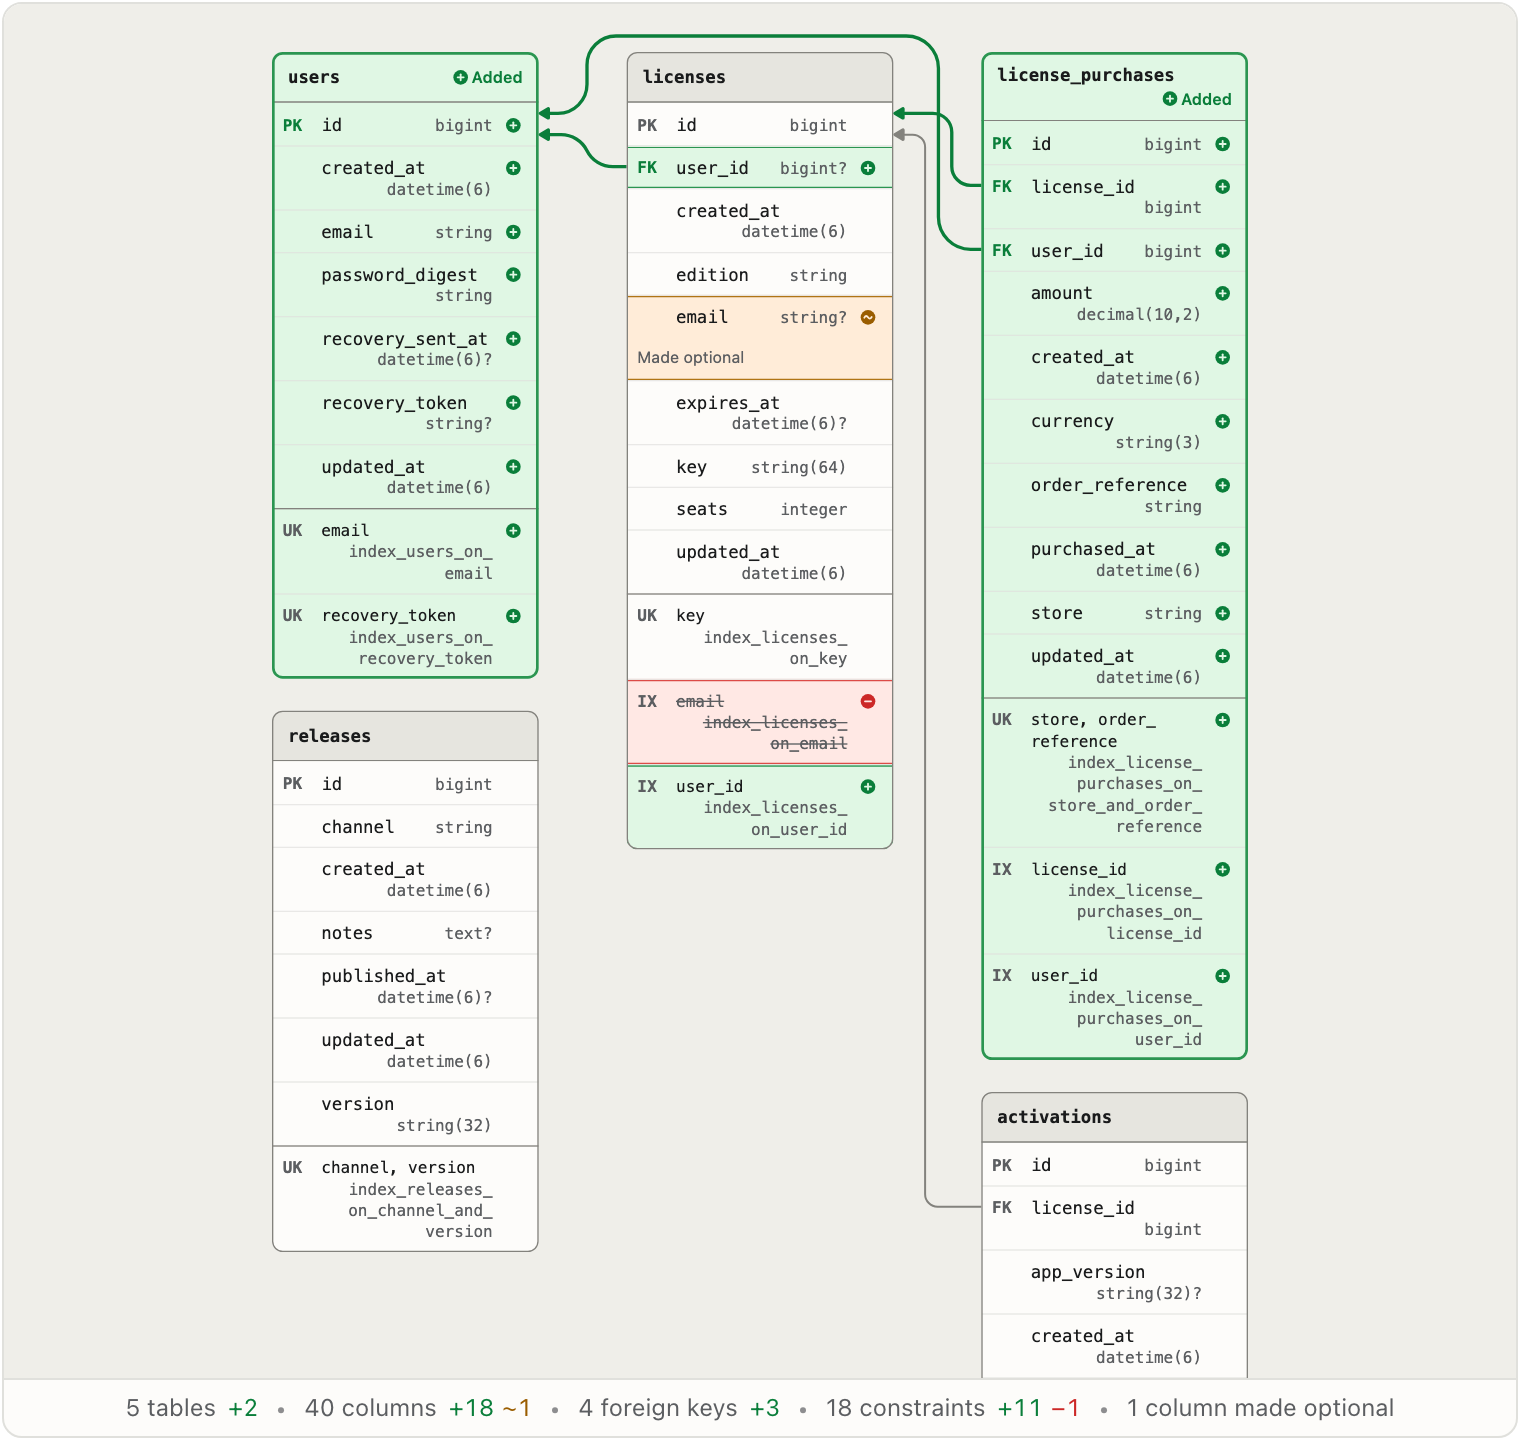 users Added
PK id bigint
created_at
datetime(6)
email string
password_digest
string
recovery_sent_at
datetime(6)?
recovery_token
string?
updated_at
datetime(6)
UK email
index_users_on_
email
UK recovery_token
index_users_on_
recovery_token
releases
PK id bigint
channel string
created_at
datetime(6)
notes text?
published_at
datetime(6)?
updated_at
datetime(6)
version
string(32)
UK channel, version
index_releases_
on_channel_and_
version
licenses
PK id bigint
FK user_id bigint?
created_at
datetime(6)
edition string
email string?
Made optional
expires_at
datetime(6)?
key string(64)
seats integer
updated_at
datetime(6)
UK key
index_licenses_
on_key
IX email
index_licenses_
on_email
IX user_id
index_licenses_
on_user_id
license_purchases
Added
PK id bigint
FK license_id
bigint
FK user_id bigint
amount
decimal(10,2)
created_at
datetime(6)
currency
string(3)
order_reference
string
purchased_at
datetime(6)
store string
updated_at
datetime(6)
UK store, order_
reference
index_license_
purchases_on_
store_and_order_
reference
IX license_id
index_license_
purchases_on_
license_id
IX user_id
index_license_
purchases_on_
user_id
activations
PK id bigint
FK license_id
bigint
app_version
string(32)?
created_at
datetime(6)
5 tables +2 • 40 columns +18 ~1 • 4 foreign keys +3 • 18 constraints +11 −1 • 1 column made optional